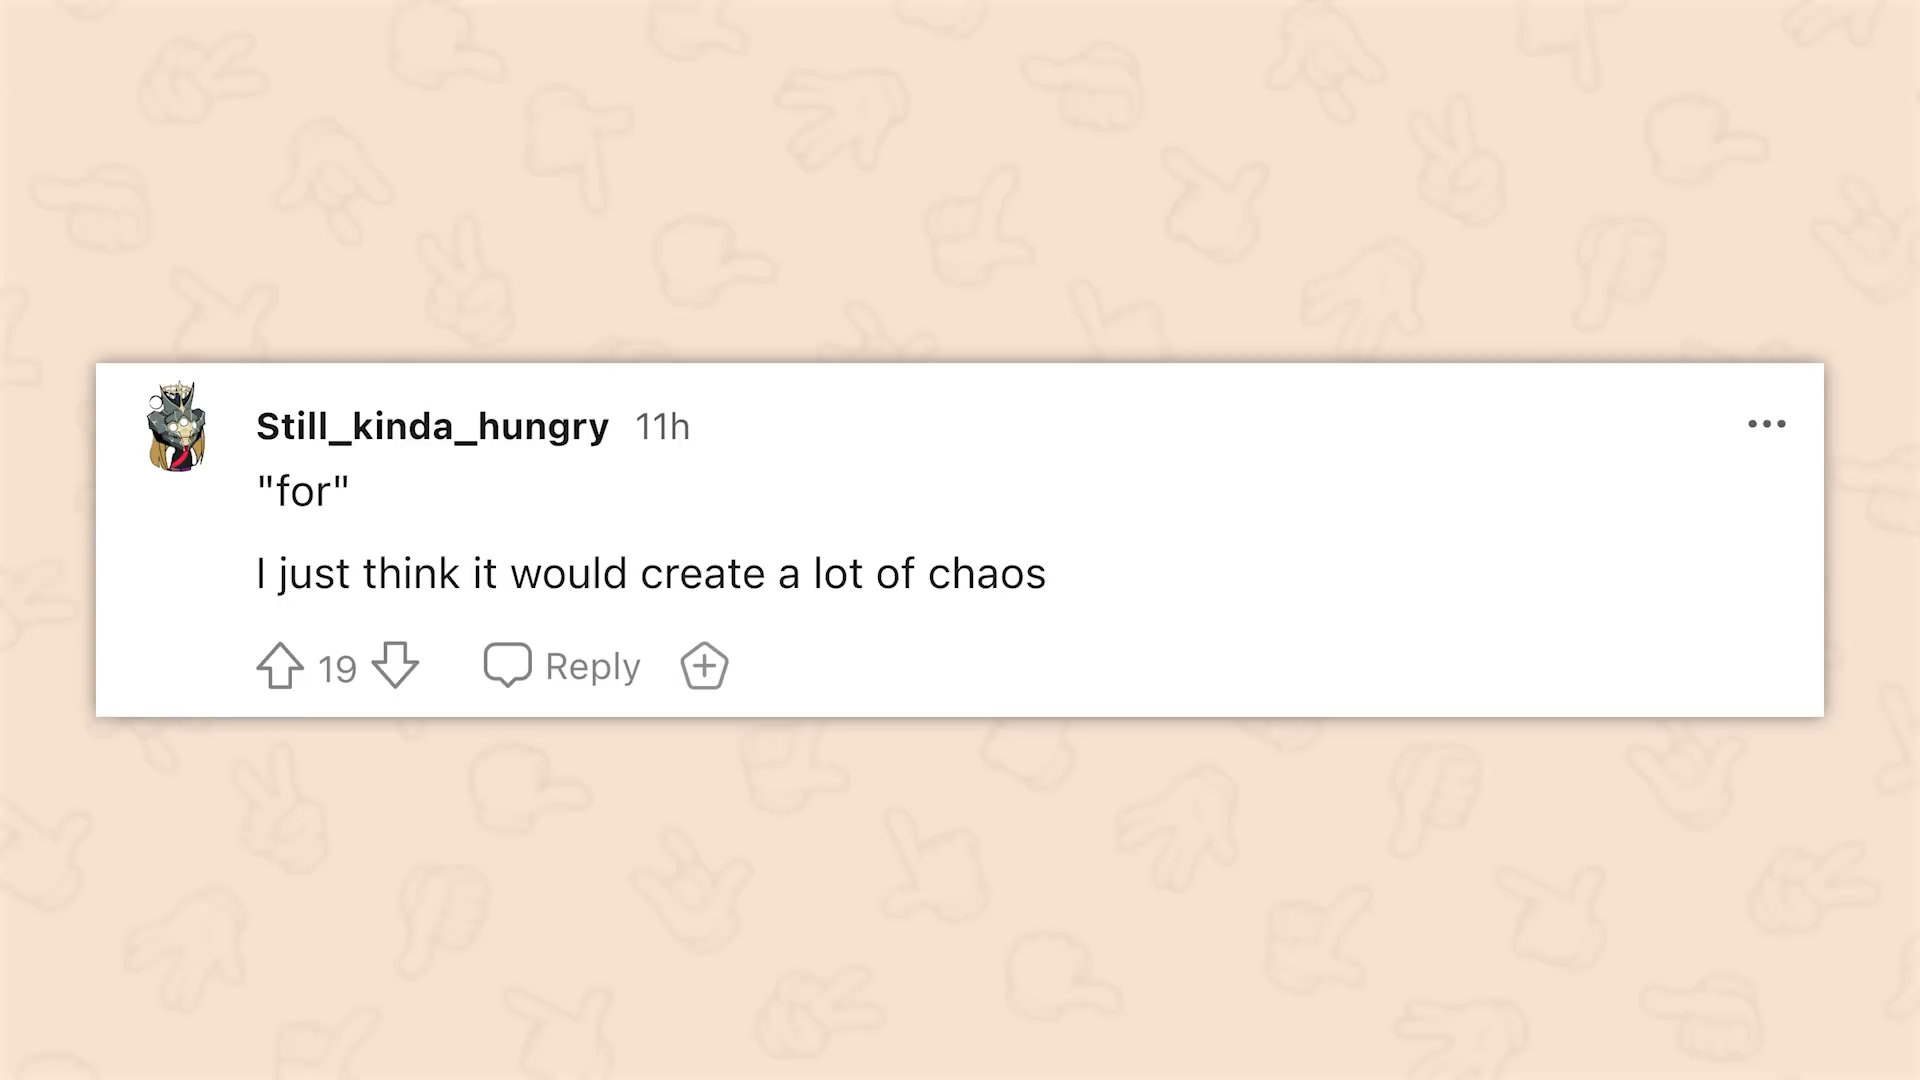 Still_kinda_hungry 11h
"for"
I just think it would create a lot of chaos
19 Reply